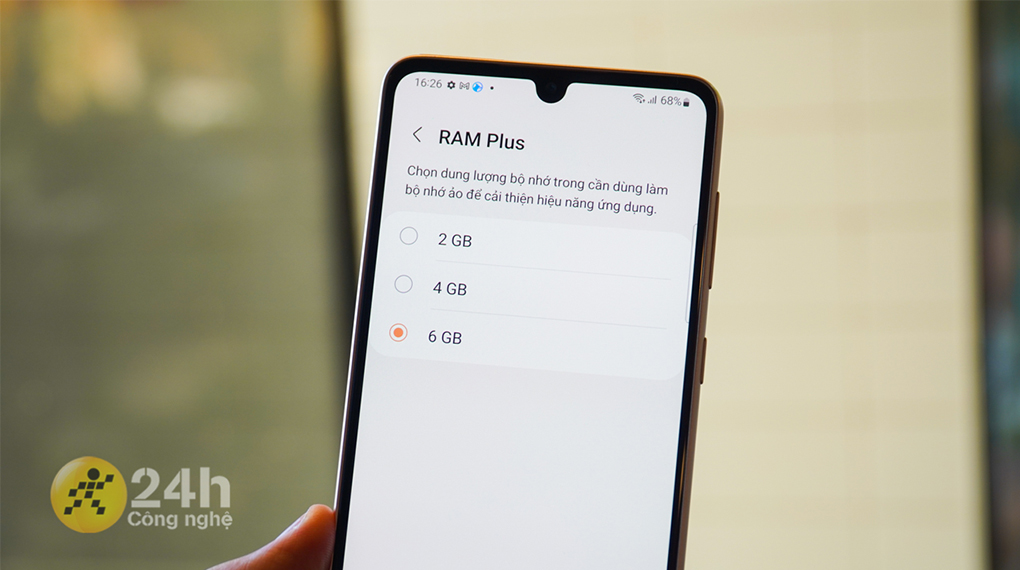 16:26
68%
RAM Plus
Chọn dung lượng bộ nhớ trong cần dùng làm
bộ nhớ ảo để cải thiện hiệu năng ứng dụng.
2 GB
4 GB
6 GB
24h
Công nghệ